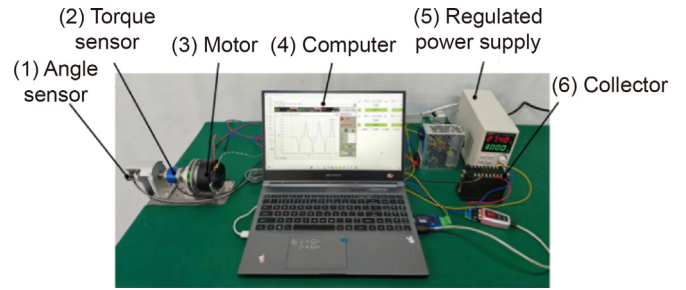 (2) Torque
sensor
(5) Regulated
power supply
(3) Motor
(4) Computer
(1) Angle
sensor
(6) Collector